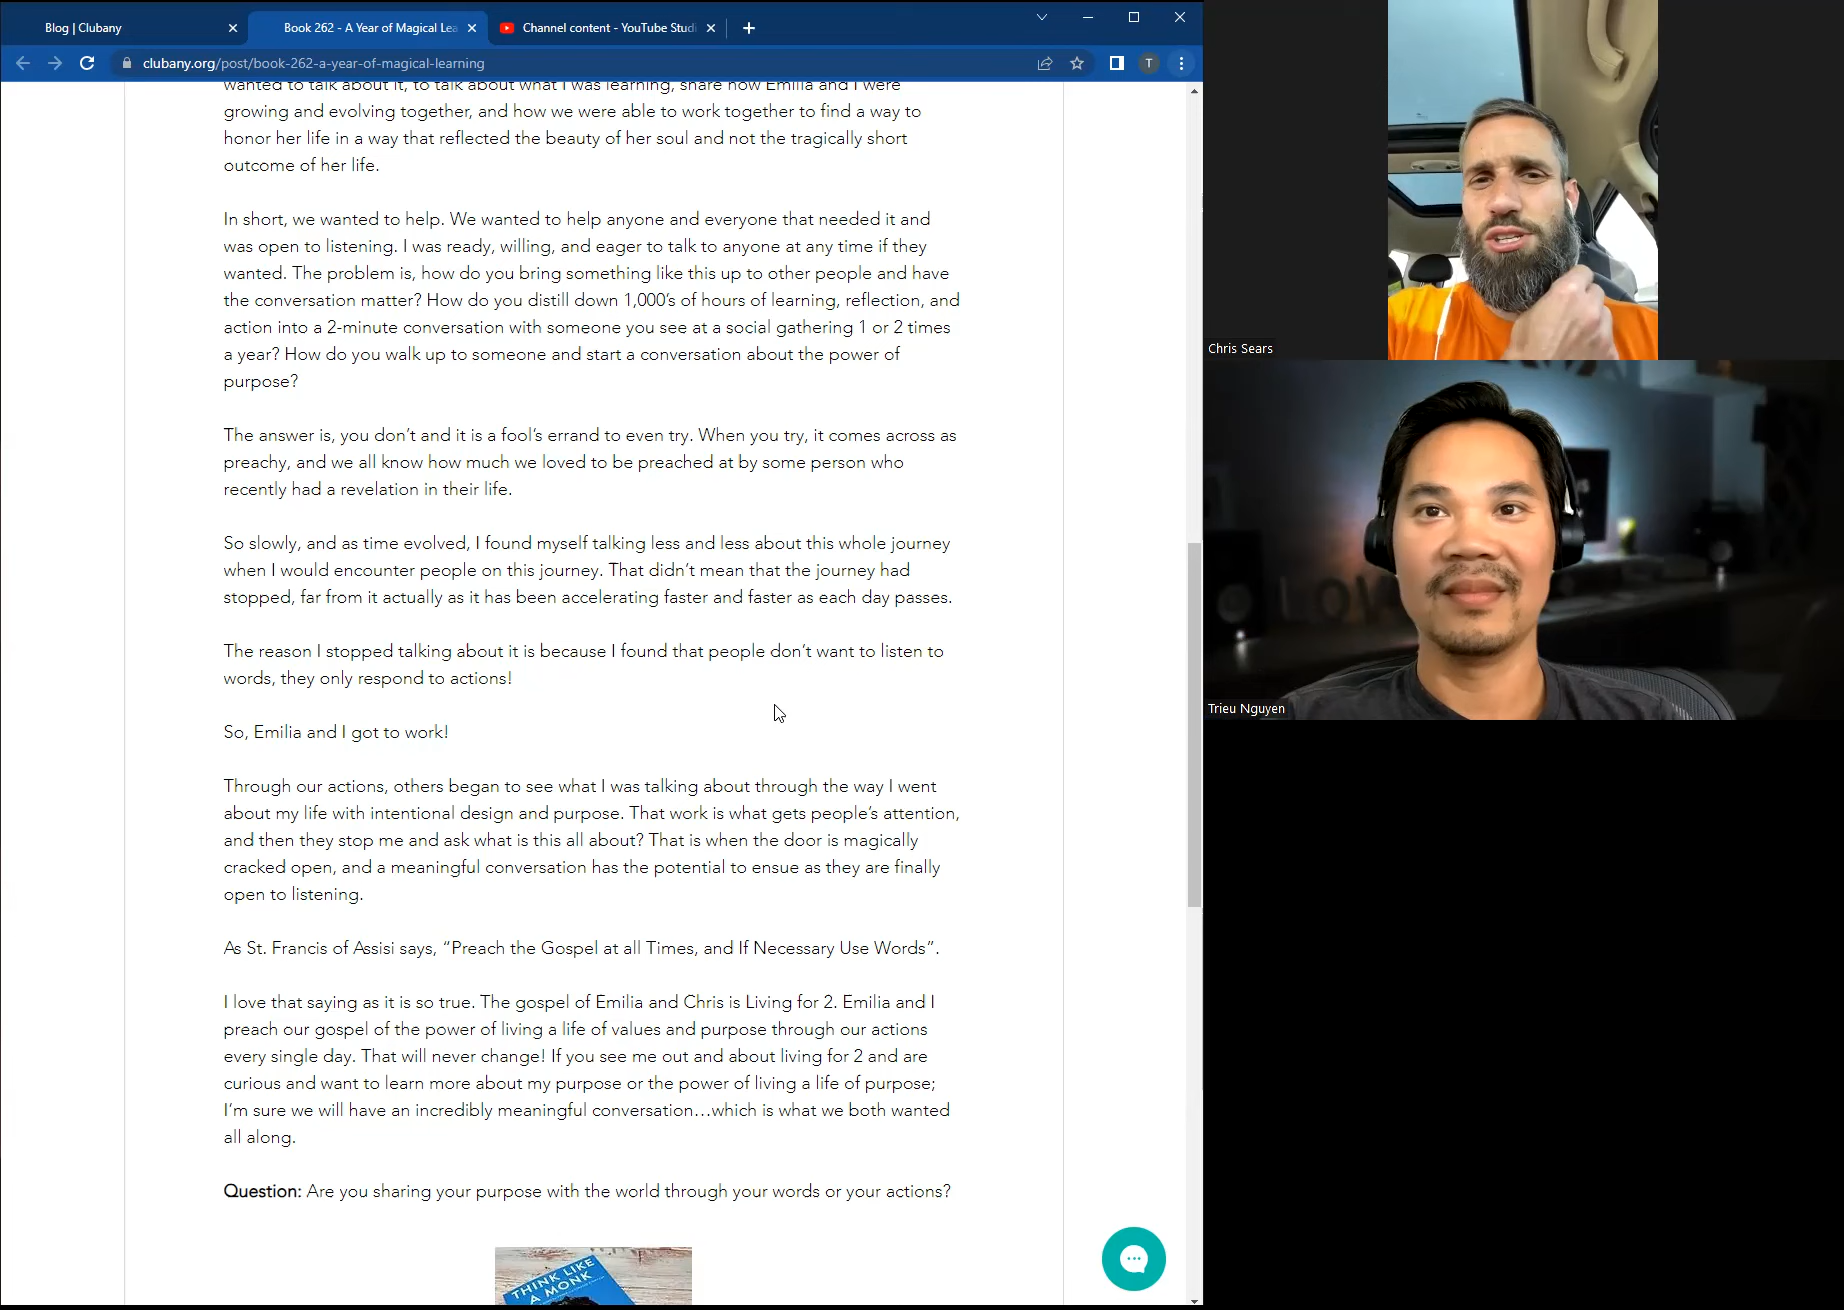 Blog | Clubany
Book 262 - A Year of Magical Lea
Channel content - YouTube Studi
clubany.org/post/book-262-a-year-of-magical-learning
T
wanted to talk about it, to talk about what I was learning, share how Emilia and I were
growing and evolving together, and how we were able to work together to find a way to
honor her life in a way that reflected the beauty of her soul and not the tragically short
outcome of her life.
In short, we wanted to help. We wanted to help anyone and everyone that needed it and
was open to listening. I was ready, willing, and eager to talk to anyone at any time if they
wanted. The problem is, how do you bring something like this up to other people and have
the conversation matter? How do you distill down 1,000’s of hours of learning, reflection, and
action into a 2-minute conversation with someone you see at a social gathering 1 or 2 times
a year? How do you walk up to someone and start a conversation about the power of
purpose?
The answer is, you don’t and it is a fool’s errand to even try. When you try, it comes across as
preachy, and we all know how much we loved to be preached at by some person who
recently had a revelation in their life.
So slowly, and as time evolved, I found myself talking less and less about this whole journey
when I would encounter people on this journey. That didn’t mean that the journey had
stopped, far from it actually as it has been accelerating faster and faster as each day passes.
The reason I stopped talking about it is because I found that people don’t want to listen to
words, they only respond to actions!
So, Emilia and I got to work!
Through our actions, others began to see what I was talking about through the way I went
about my life with intentional design and purpose. That work is what gets people’s attention,
and then they stop me and ask what is this all about? That is when the door is magically
cracked open, and a meaningful conversation has the potential to ensue as they are finally
open to listening.
As St. Francis of Assisi says, “Preach the Gospel at all Times, and If Necessary Use Words”.
I love that saying as it is so true. The gospel of Emilia and Chris is Living for 2. Emilia and I
preach our gospel of the power of living a life of values and purpose through our actions
every single day. That will never change! If you see me out and about living for 2 and are
curious and want to learn more about my purpose or the power of living a life of purpose;
I’m sure we will have an incredibly meaningful conversation…which is what we both wanted
all along.
Question: Are you sharing your purpose with the world through your words or your actions?
THINK LIKE
A MONK
Chris Sears
LOV
Trieu Nguyen